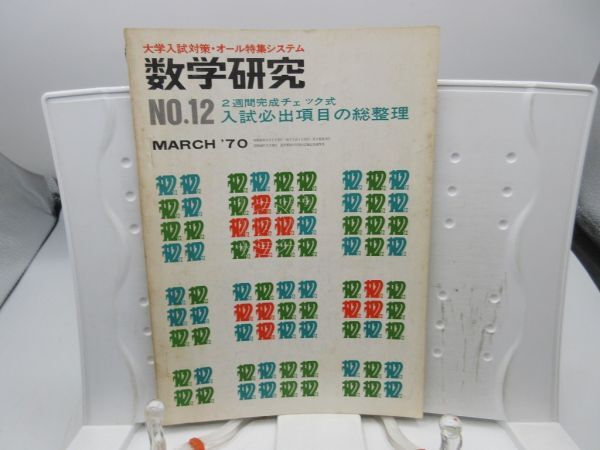 大学入試対策・オール特集システム
数学研究
NO.12
2週間完成チェック式
入試必出項目の総整理
MARCH '70